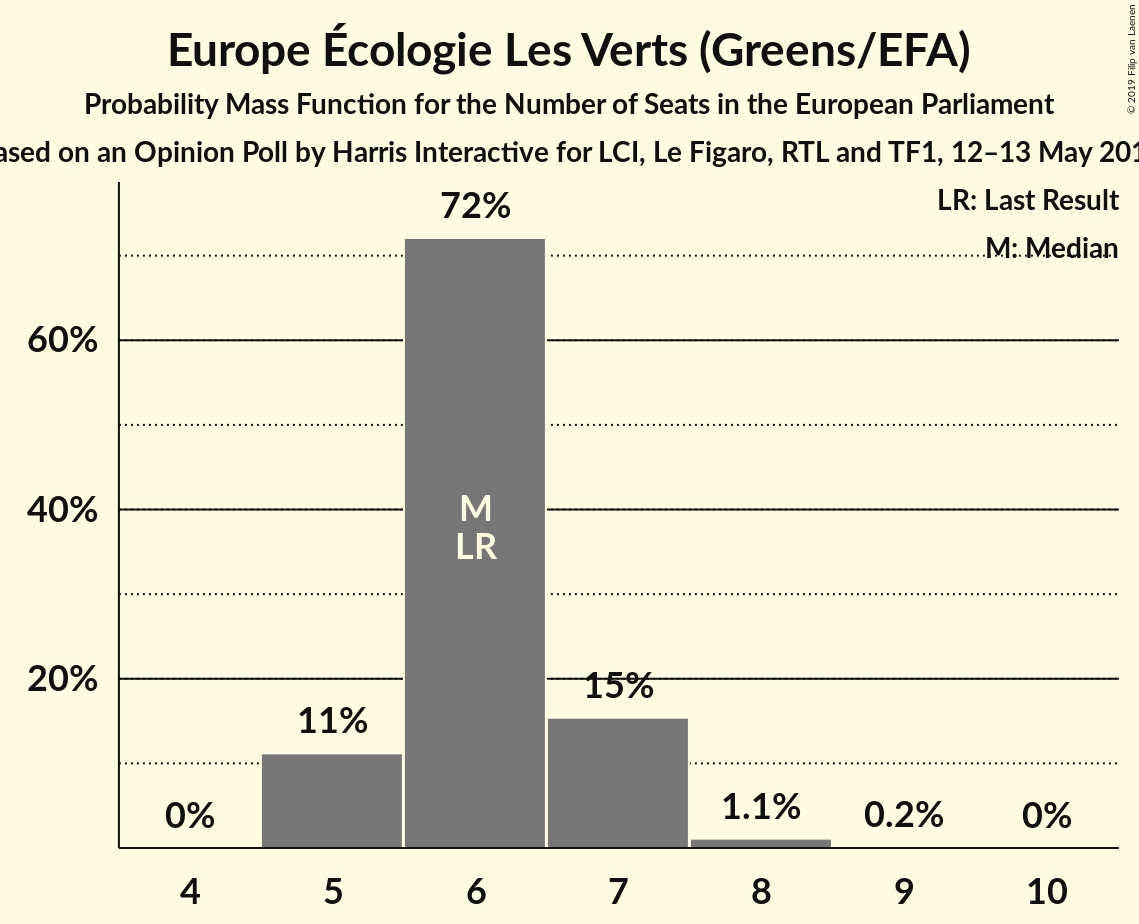 Europe Écologie Les Verts (Greens/EFA)
Probability Mass Function for the Number of Seats in the European Parliament
ased on an Opinion Poll by Harris Interactive for LCI, Le Figaro, RTL and TF1, 12–13 May 201
© 2019 Filip van Laenen
LR: Last Result
M: Median
72%
60%
40%
20%
M
LR
15%
11%
0%
1.1%
0.2%
0%
4 5 6 7 8 9 10